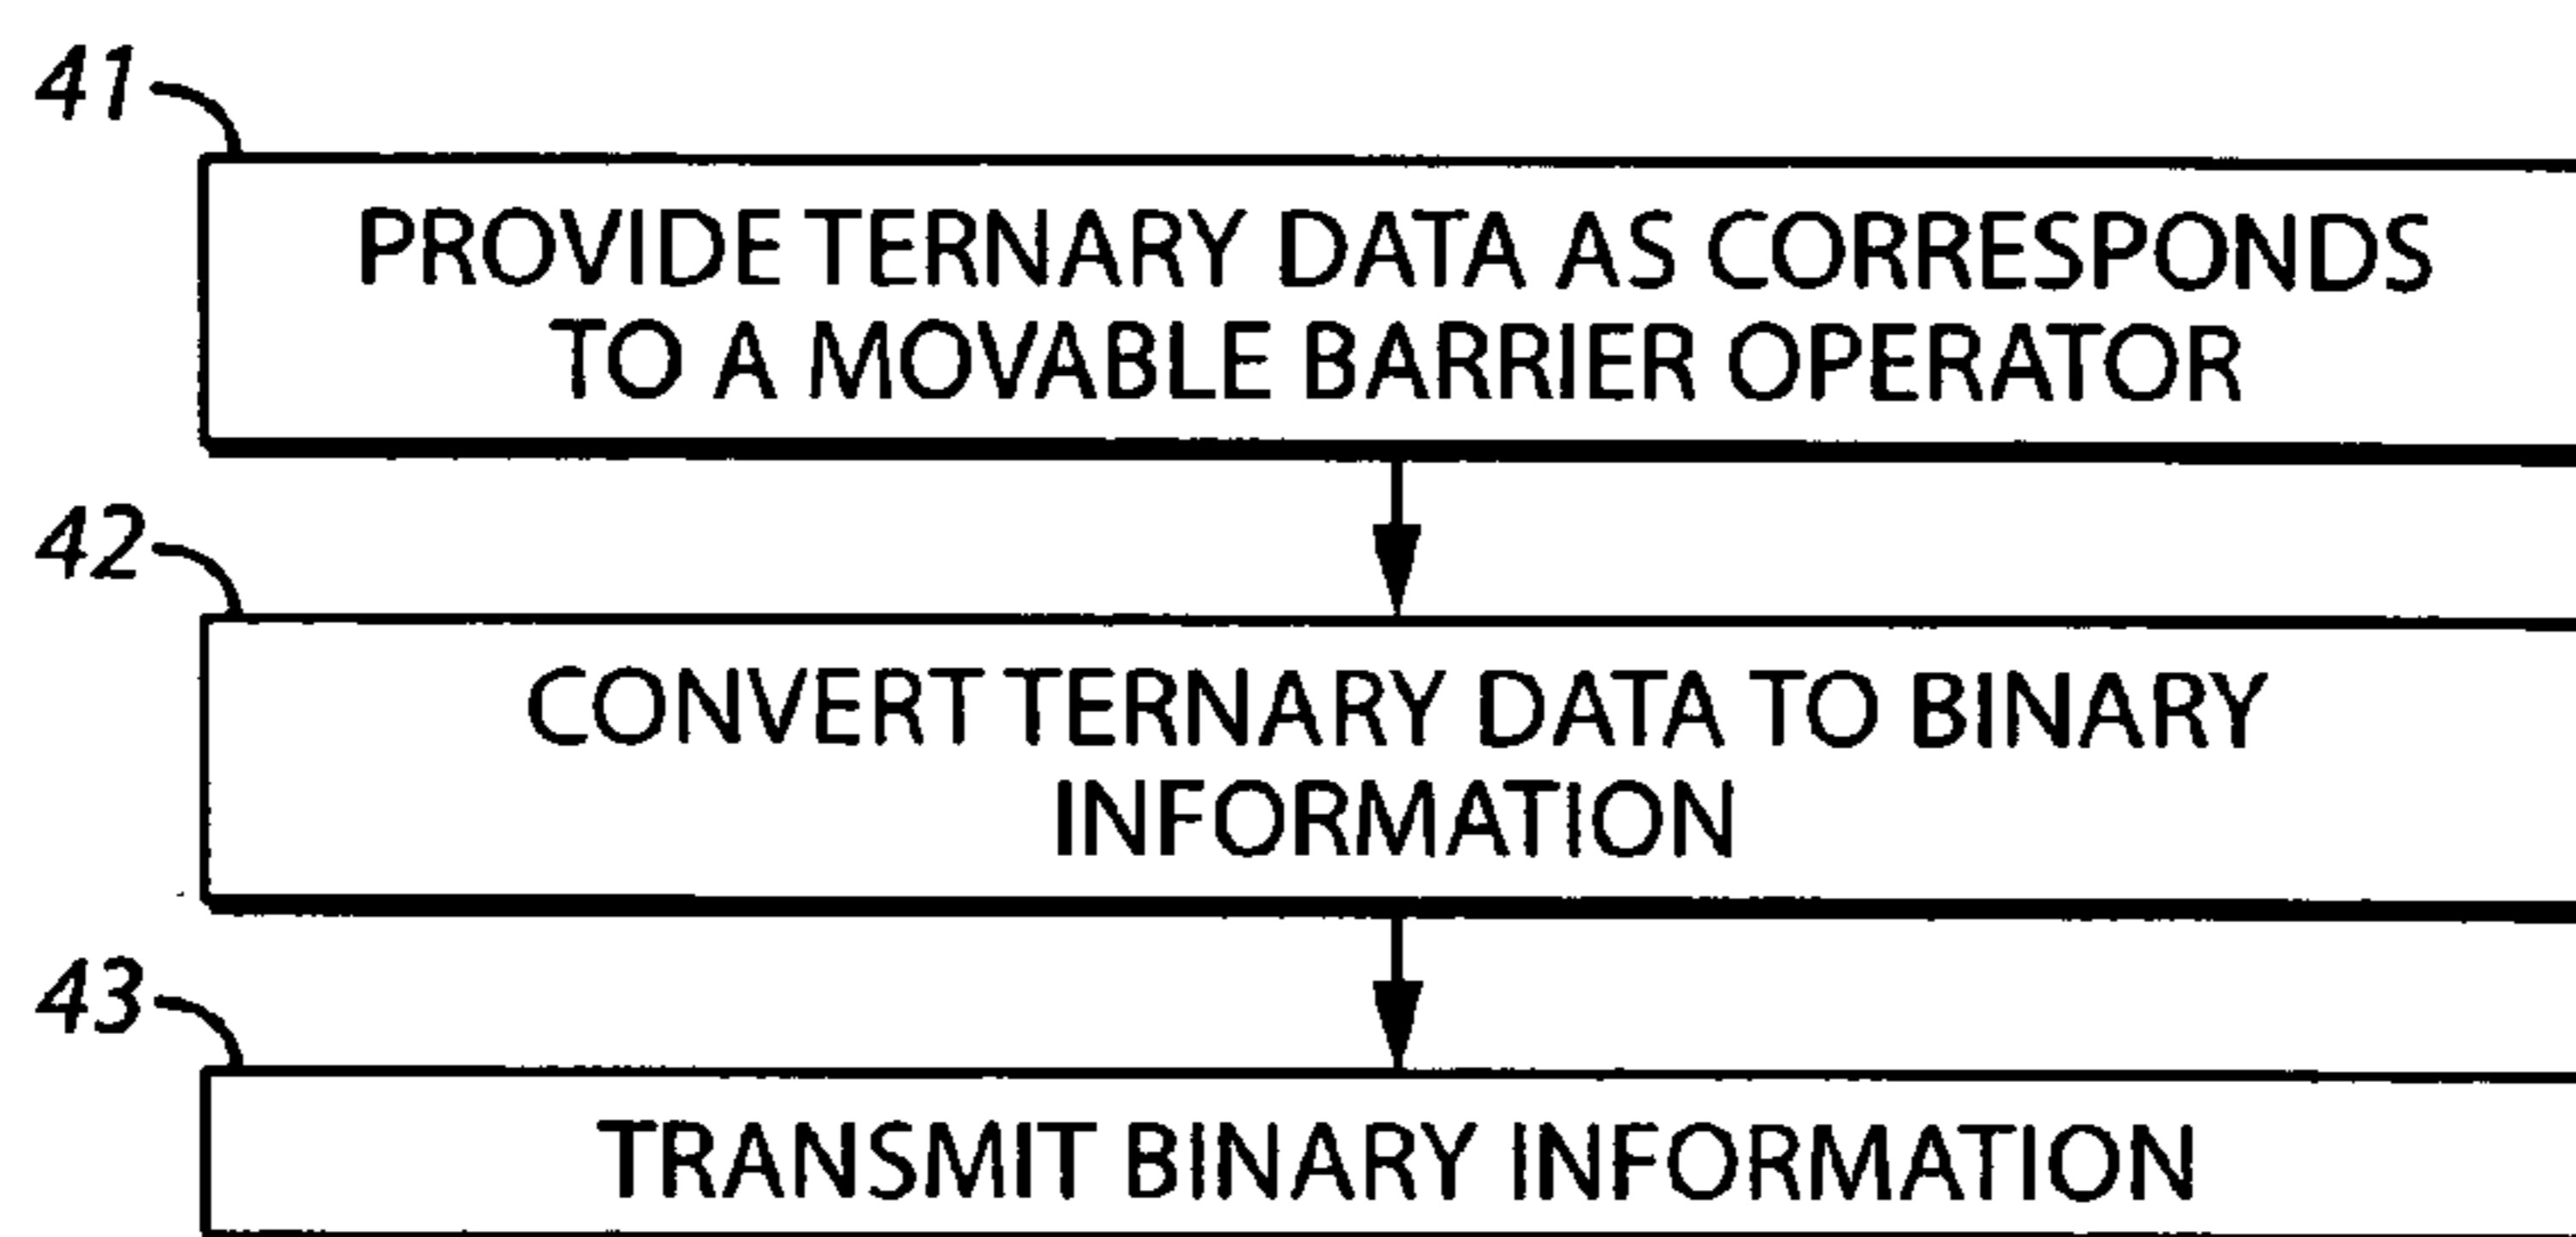 41
PROVIDE TERNARY DATA AS CORRESPONDS
TO A MOVABLE BARRIER OPERATOR
42
CONVERT TERNARY DATA TO BINARY
INFORMATION
43
TRANSMIT BINARY INFORMATION